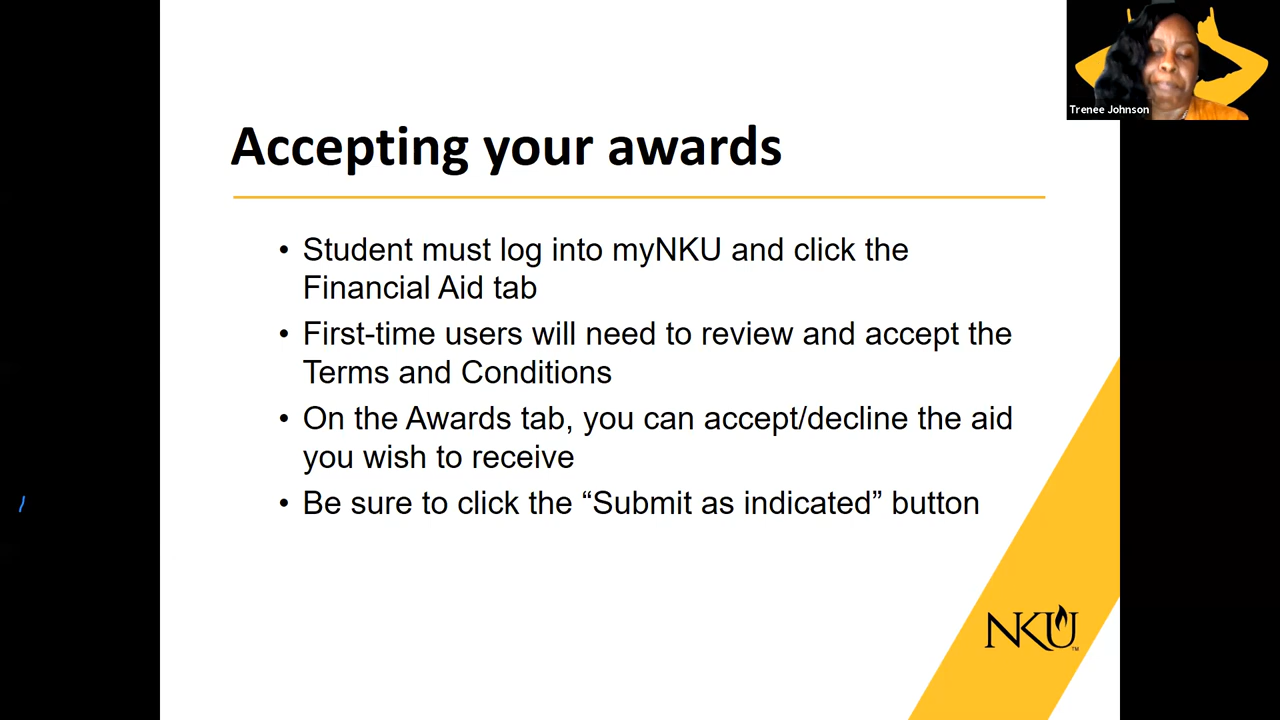 Trenee Johnson
Accepting your awards
• Student must log into myNKU and click the
Financial Aid tab
• First-time users will need to review and accept the
Terms and Conditions
• On the Awards tab, you can accept/decline the aid
you wish to receive
• Be sure to click the “Submit as indicated” button
NKU™